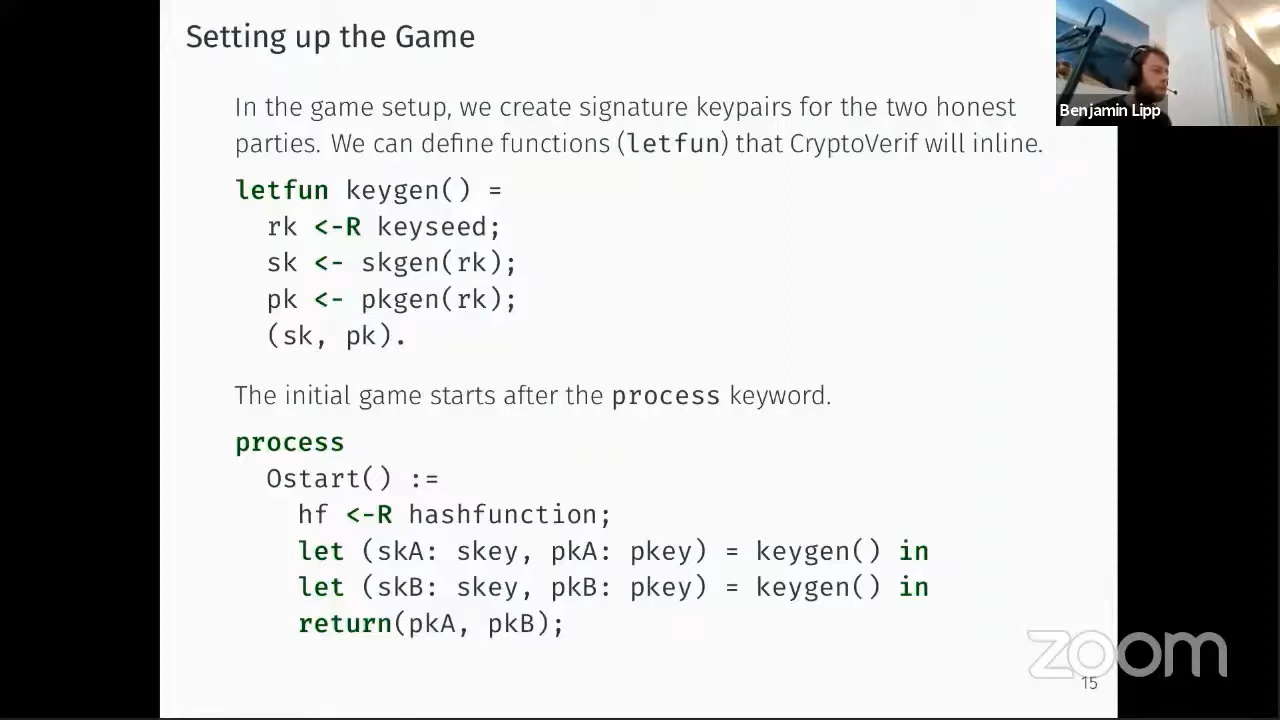 Setting up the Game
Benjamin Lipp
In the game setup, we create signature keypairs for the two honest
parties. We can define functions (letfun) that CryptoVerif will inline.
letfun keygen() =
rk <-R keyseed;
sk <- skgen(rk);
pk <- pkgen(rk);
(sk, pk).
The initial game starts after the process keyword.
process
Ostart() :=
hf <-R hashfunction;
let (skA: skey, pkA: pkey) = keygen() in
let (skB: skey, pkB: pkey) = keygen() in
return(pkA, pkB);
zoom
15